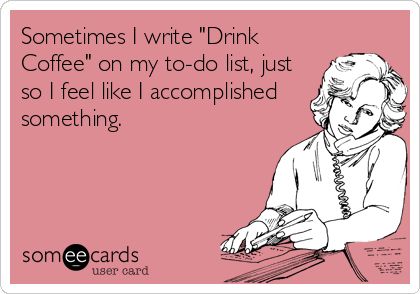 Sometimes I write "Drink
Coffee" on my to-do list, just
so I feel like I accomplished
something.
someecards
user card